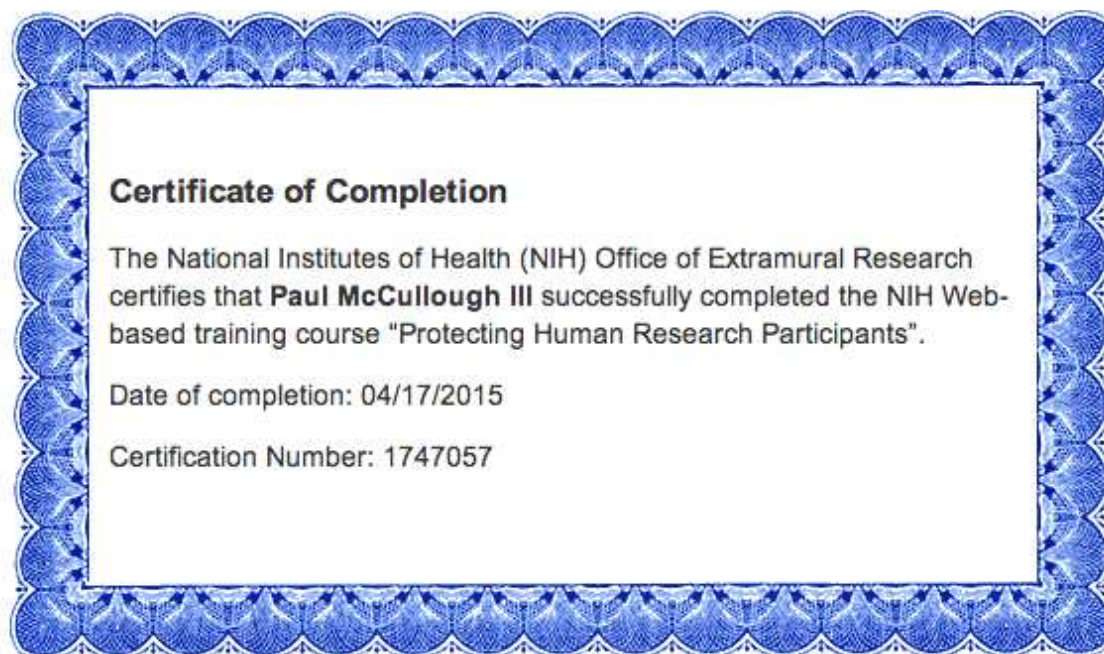 Certificate of Completion
The National Institutes of Health (NIH) Office of Extramural Research
certifies that Paul McCullough III successfully completed the NIH Web-
based training course “Protecting Human Research Participants”.
Date of completion: 04/17/2015
Certification Number: 1747057